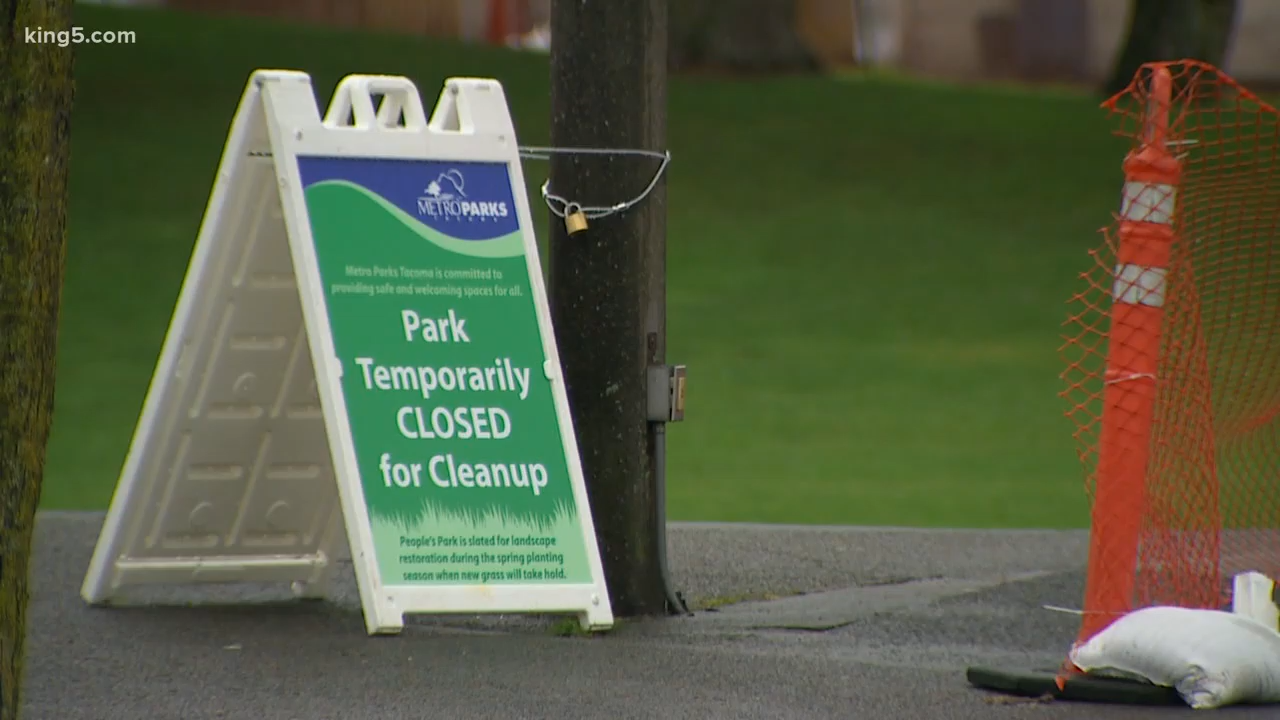 king5.com
METROPARKS
TACOMA
Metro Parks Tacoma is committed to
providing safe and welcoming spaces for all.
Park
Temporarily
CLOSED
for Cleanup
People's Park is slated for landscape
restoration during the spring planting
season when new grass will take hold.